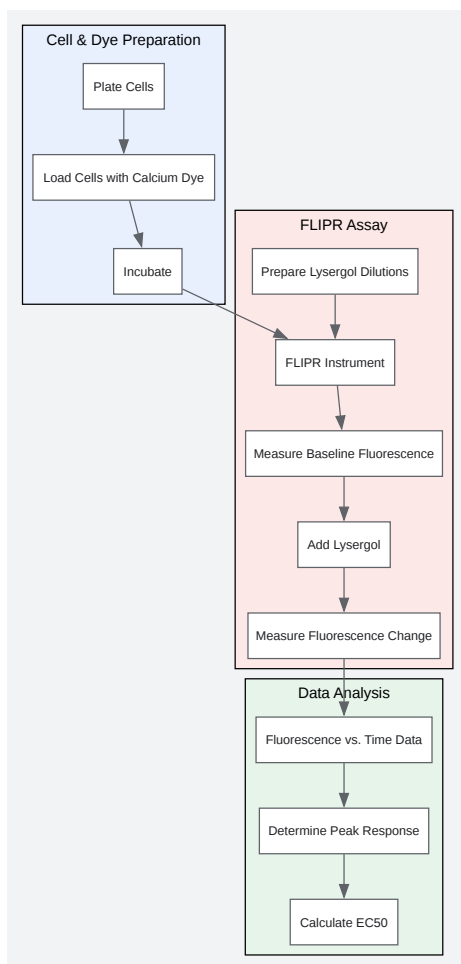 Cell & Dye Preparation
Plate Cells
Load Cells with Calcium Dye
Incubate
FLIPR Assay
Prepare Lysergol Dilutions
FLIPR Instrument
Measure Baseline Fluorescence
Add Lysergol
Measure Fluorescence Change
Data Analysis
Fluorescence vs. Time Data
Determine Peak Response
Calculate EC50